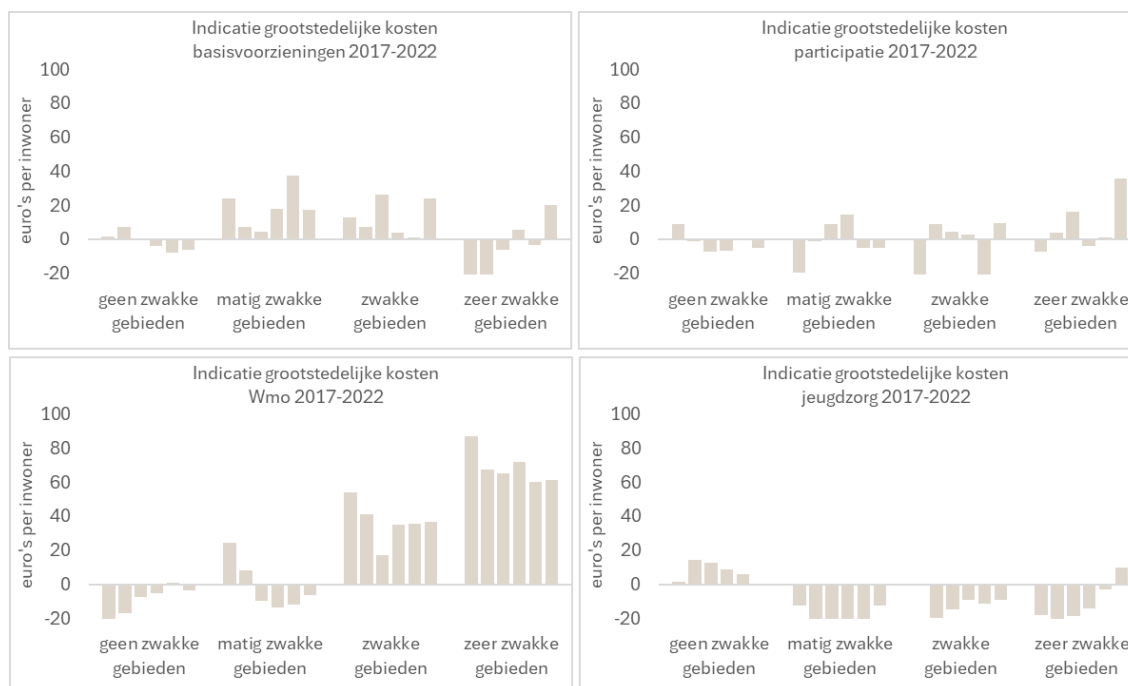 Indicatie grootstedelijke kosten
basisvoorzieningen 2017-2022
euro's per inwoner
100
80
60
40
20
0
-20
geen zwakke gebieden
matig zwakke gebieden
zwakke gebieden
zeer zwakke gebieden
Indicatie grootstedelijke kosten
participatie 2017-2022
euro's per inwoner
100
80
60
40
20
0
-20
geen zwakke gebieden
matig zwakke gebieden
zwakke gebieden
zeer zwakke gebieden
Indicatie grootstedelijke kosten
Wmo 2017-2022
euro's per inwoner
100
80
60
40
20
0
-20
geen zwakke gebieden
matig zwakke gebieden
zwakke gebieden
zeer zwakke gebieden
Indicatie grootstedelijke kosten
jeugdzorg 2017-2022
euro's per inwoner
100
80
60
40
20
0
-20
geen zwakke gebieden
matig zwakke gebieden
zwakke gebieden
zeer zwakke gebieden